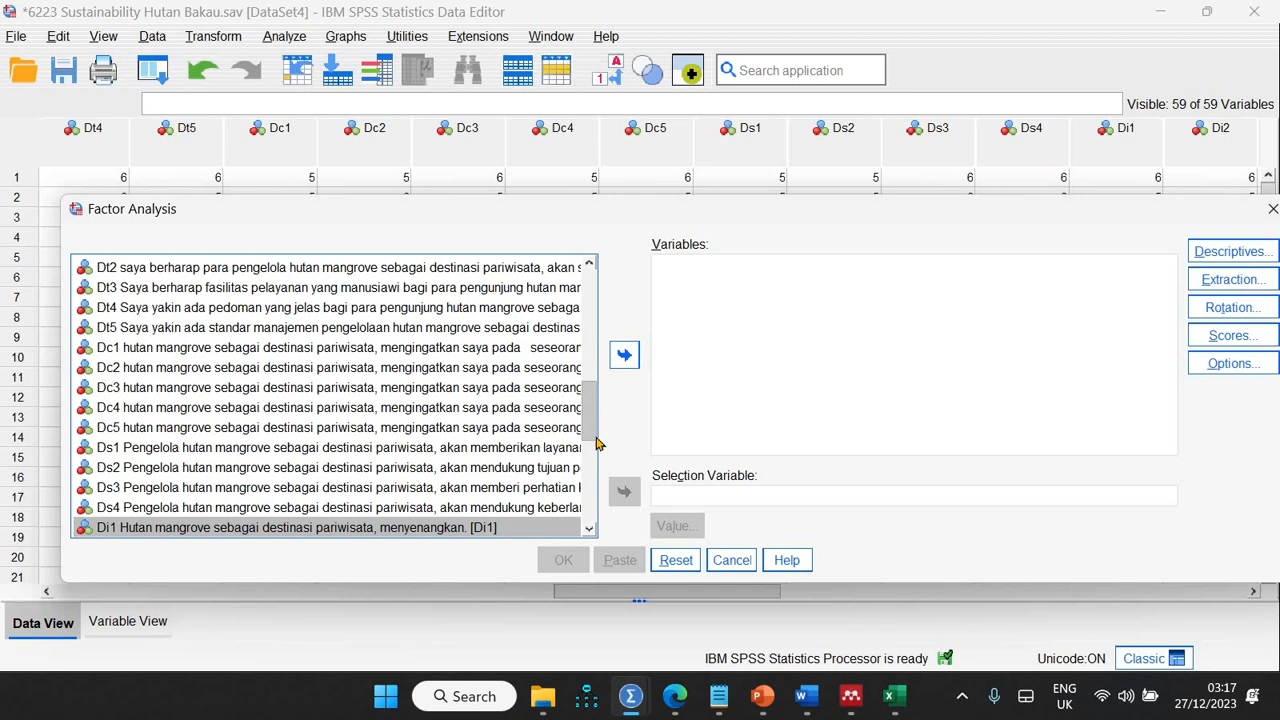 *6223 Sustainability Hutan Bakau.sav [DataSet4] - IBM SPSS Statistics Data Editor
File Edit View Data Transform Analyze Graphs Utilities Extensions Window Help
Search application
Visible: 59 of 59 Variables
Dt4 Dt5 Dc1 Dc2 Dc3 Dc4 Dc5 Ds1 Ds2 Ds3 Ds4 Di1 Di2
1 6 6 5 5 5 5 6 5 5 6 6 6 6
2
3
4
5
6
7
8
9
10
11
12
13
14
15
16
17
18
19
20
21
Factor Analysis
Dt2 saya berharap para pengelola hutan mangrove sebagai destinasi pariwisata, akan s
Dt3 Saya berharap fasilitas pelayanan yang manusiawi bagi para pengunjung hutan mar
Dt4 Saya yakin ada pedoman yang jelas bagi para pengunjung hutan mangrove sebaga
Dt5 Saya yakin ada standar manajemen pengelolaan hutan mangrove sebagai destinas
Dc1 hutan mangrove sebagai destinasi pariwisata, mengingatkan saya pada seseoran
Dc2 hutan mangrove sebagai destinasi pariwisata, mengingatkan saya pada seseorang
Dc3 hutan mangrove sebagai destinasi pariwisata, mengingatkan saya pada seseorang
Dc4 hutan mangrove sebagai destinasi pariwisata, mengingatkan saya pada seseorang
Dc5 hutan mangrove sebagai destinasi pariwisata, mengingatkan saya pada seseorang
Ds1 Pengelola hutan mangrove sebagai destinasi pariwisata, akan memberikan layanan
Ds2 Pengelola hutan mangrove sebagai destinasi pariwisata, akan mendukung tujuan p
Ds3 Pengelola hutan mangrove sebagai destinasi pariwisata, akan memberi perhatian k
Ds4 Pengelola hutan mangrove sebagai destinasi pariwisata, akan mendukung keberlan
Di1 Hutan mangrove sebagai destinasi pariwisata, menyenangkan. [Di1]
Variables:
Selection Variable:
Value...
Descriptives...
Extraction...
Rotation...
Scores...
Options...
OK Paste Reset Cancel Help
Data View Variable View
IBM SPSS Statistics Processor is ready Unicode:ON Classic
Search
ENG
UK
03:17
27/12/2023